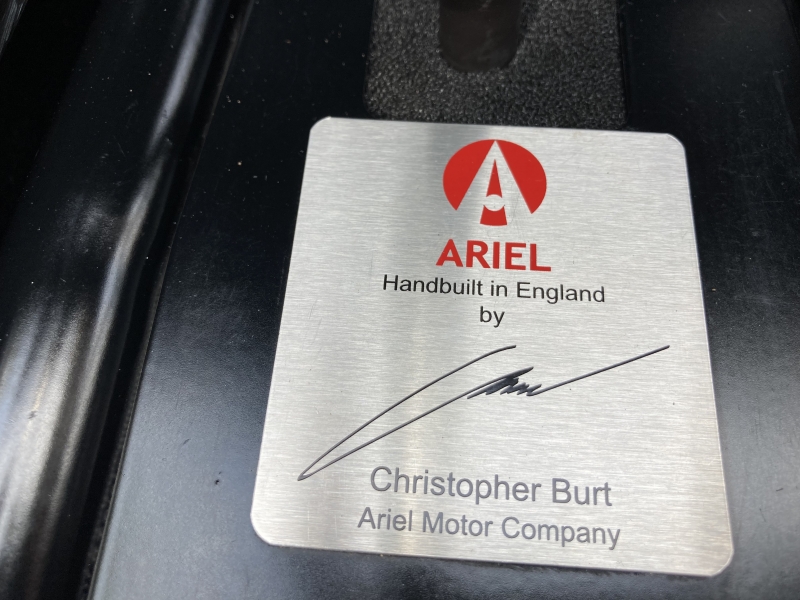 ARIEL
Handbuilt in England
by
Christopher Burt
Ariel Motor Company